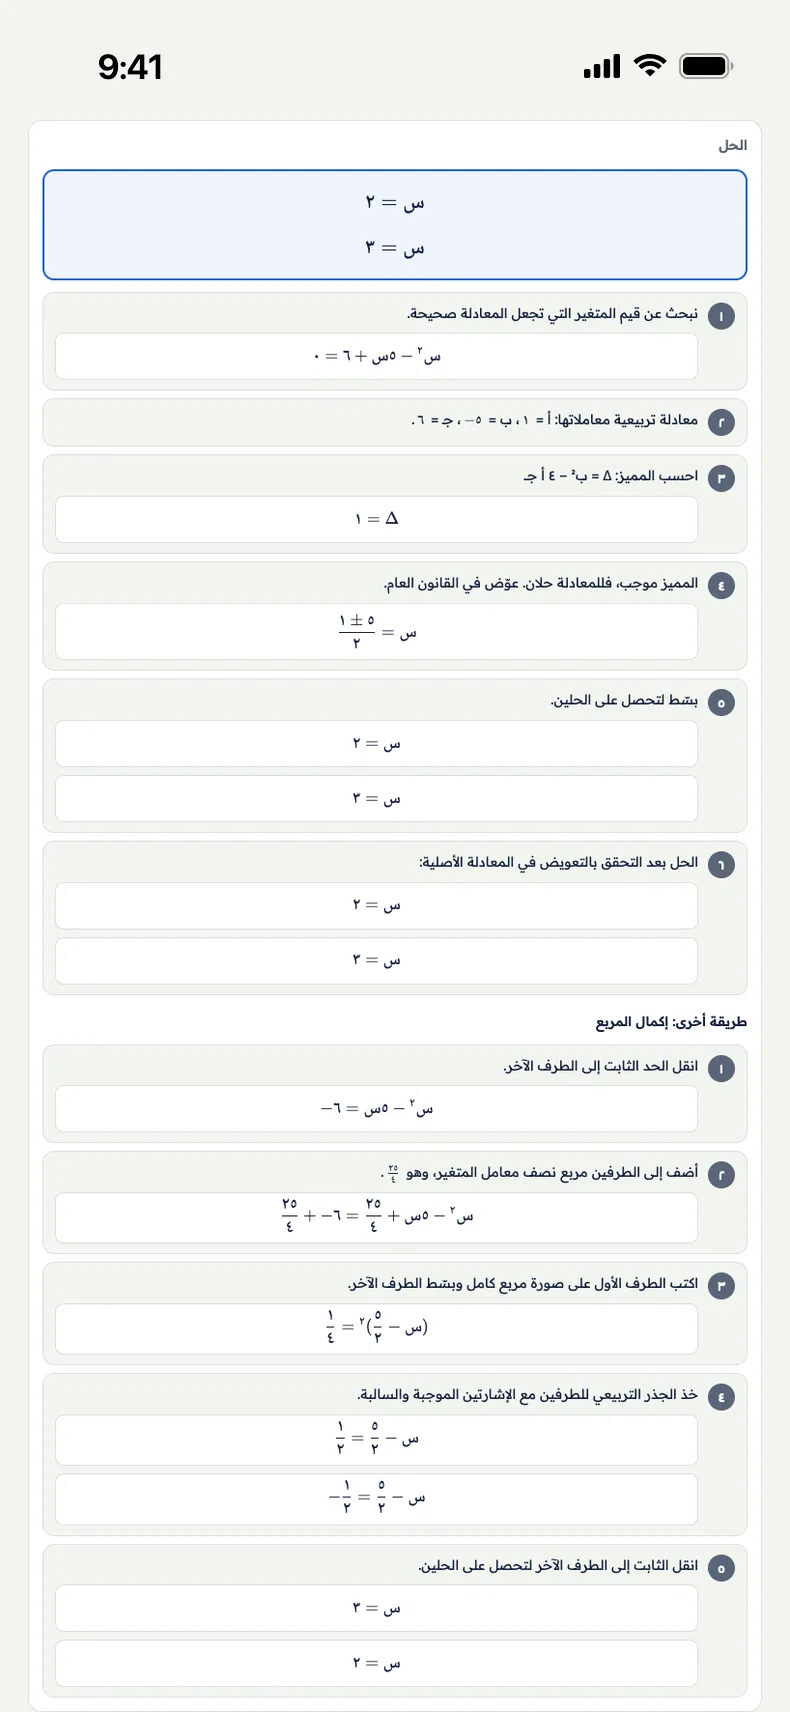 9:41
الحل
س = ٢
س = ٣
١
نبحث عن قيم المتغير التي تجعل المعادلة صحيحة.
س٢ − ٥س + ٦ = ٠
٢
معادلة تربيعية معاملاتها: أ = ١ ، ب = −٥ ، جـ = ٦ .
٣
احسب المميز: Δ = ب² − ٤ أ جـ
Δ = ١
٤
المميز موجب، فللمعادلة حلان. عوّض في القانون العام.
س = ٥ ± ١ / ٢
٥
بسّط لتحصل على الحلين.
س = ٢
س = ٣
٦
الحل بعد التحقق بالتعويض في المعادلة الأصلية:
س = ٢
س = ٣
طريقة أخرى: إكمال المربع
١
انقل الحد الثابت إلى الطرف الآخر.
س٢ − ٥س = −٦
٢
أضف إلى الطرفين مربع نصف معامل المتغير، وهو ٢٥/٤ .
س٢ − ٥س + ٢٥/٤ = −٦ + ٢٥/٤
٣
اكتب الطرف الأول على صورة مربع كامل وبسّط الطرف الآخر.
(س − ٥/٢)٢ = ١/٤
٤
خذ الجذر التربيعي للطرفين مع الإشارتين الموجبة والسالبة.
س − ٥/٢ = ١/٢
س − ٥/٢ = −١/٢
٥
انقل الثابت إلى الطرف الآخر لتحصل على الحلين.
س = ٣
س = ٢